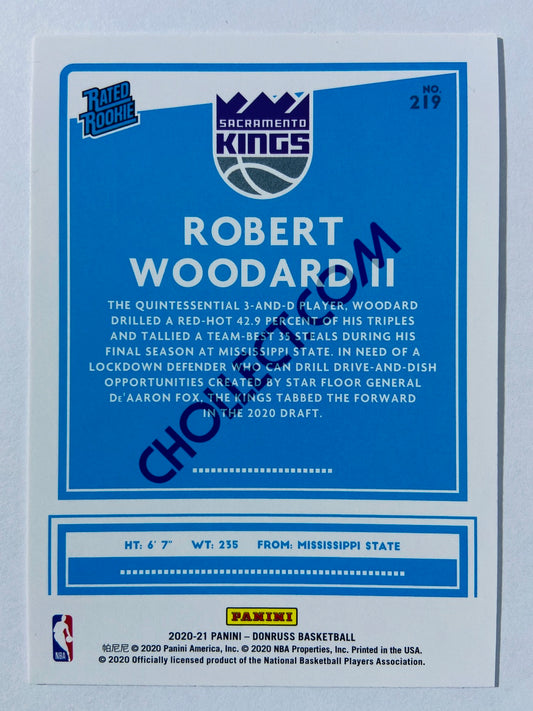 RATED
ROOKIE
NO.
219
SACRAMENTO
KINGS
ROBERT
WOODARD II
THE QUINTESSENTIAL 3-AND-D PLAYER, WOODARD
DRILLED A RED-HOT 42.9 PERCENT OF HIS TRIPLES
AND TALLIED A TEAM-BEST 35 STEALS DURING HIS
FINAL SEASON AT MISSISSIPPI STATE. IN NEED OF A
LOCKDOWN DEFENDER WHO CAN DRILL DRIVE-AND-DISH
OPPORTUNITIES CREATED BY STAR FLOOR GENERAL
De'AARON FOX, THE KINGS TABBED THE FORWARD
IN THE 2020 DRAFT.
CHOLLECT.COM
HT: 6' 7" WT: 235 FROM: MISSISSIPPI STATE
PANINI
NBA
2020-21 PANINI – DONRUSS BASKETBALL
帕尼尼 © 2020 Panini America, Inc. © 2020 NBA Properties, Inc. Printed in the USA.
© 2020 Officially licensed product of the National Basketball Players Association.